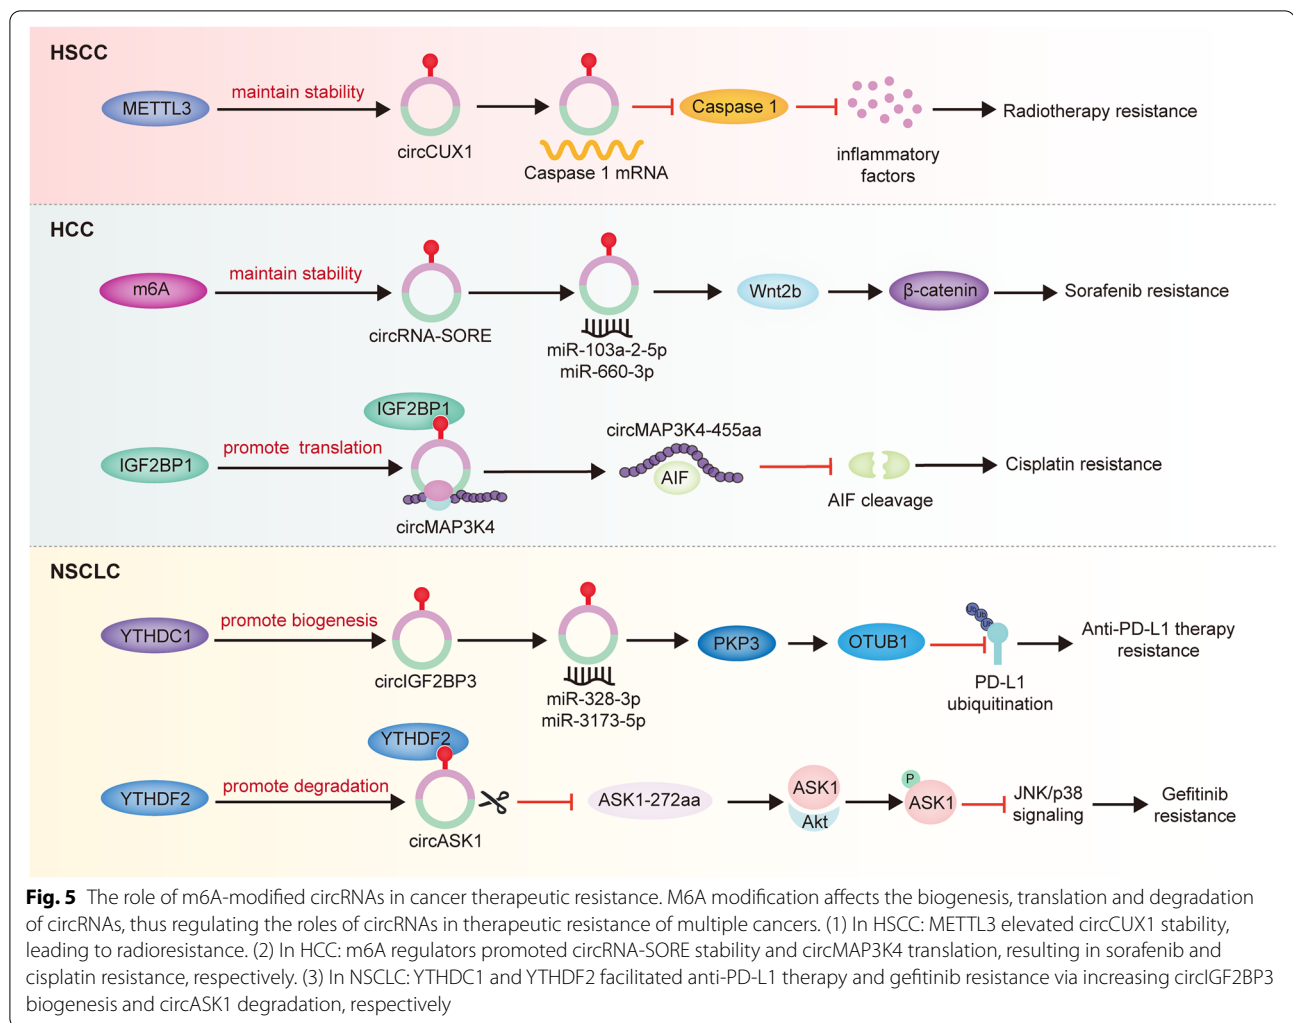 HSCC
METTL3
maintain stability
circCUX1
Caspase 1 mRNA
Caspase 1
inflammatory
factors
Radiotherapy resistance
HCC
m6A
maintain stability
circRNA-SORE
miR-103a-2-5p
miR-660-3p
Wnt2b
β-catenin
Sorafenib resistance
IGF2BP1
promote translation
IGF2BP1
circMAP3K4
circMAP3K4-455aa
AIF
AIF cleavage
Cisplatin resistance
NSCLC
YTHDC1
promote biogenesis
circIGF2BP3
miR-328-3p
miR-3173-5p
PKP3
OTUB1
Ub
Ub
Ub
PD-L1
ubiquitination
Anti-PD-L1 therapy
resistance
YTHDF2
promote degradation
YTHDF2
circASK1
ASK1-272aa
ASK1
Akt
P
ASK1
JNK/p38
signaling
Gefitinib
resistance
Fig. 5 The role of m6A-modified circRNAs in cancer therapeutic resistance. M6A modification affects the biogenesis, translation and degradation
of circRNAs, thus regulating the roles of circRNAs in therapeutic resistance of multiple cancers. (1) In HSCC: METTL3 elevated circCUX1 stability,
leading to radioresistance. (2) In HCC: m6A regulators promoted circRNA-SORE stability and circMAP3K4 translation, resulting in sorafenib and
cisplatin resistance, respectively. (3) In NSCLC: YTHDC1 and YTHDF2 facilitated anti-PD-L1 therapy and gefitinib resistance via increasing circIGF2BP3
biogenesis and circASK1 degradation, respectively